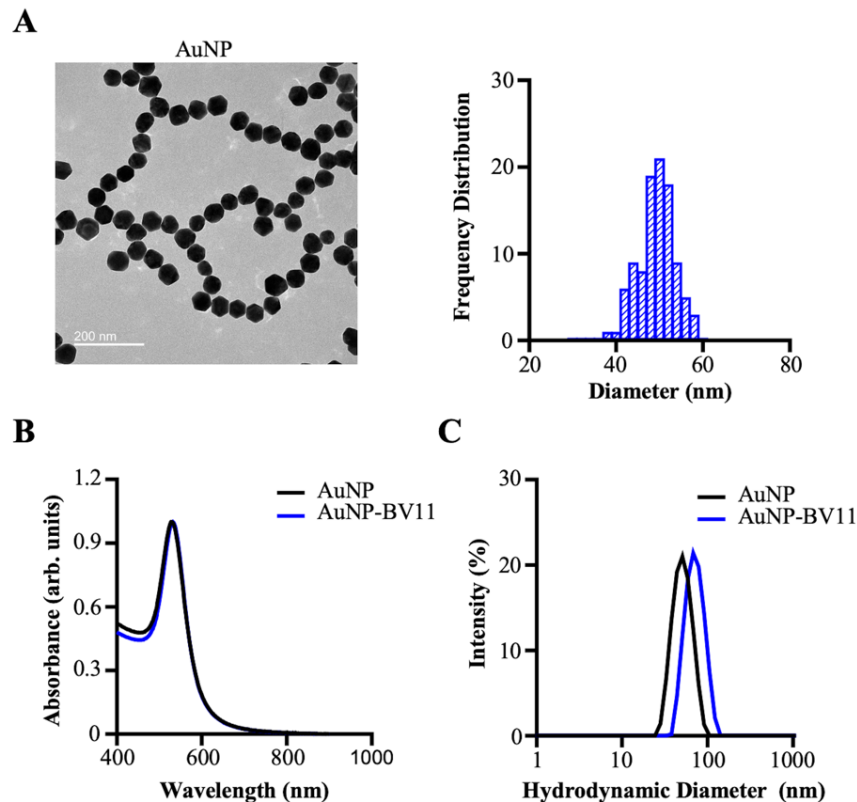 A
AuNP
200 nm
Frequency Distribution
30
20
10
0
20
40
60
80
Diameter (nm)
B
Absorbance (arb. units)
1.2
0.9
0.6
0.3
0
400
600
800
1000
Wavelength (nm)
AuNP
AuNP-BV11
C
Intensity (%)
30
20
10
0
1
10
100
1000
Hydrodynamic Diameter (nm)
AuNP
AuNP-BV11